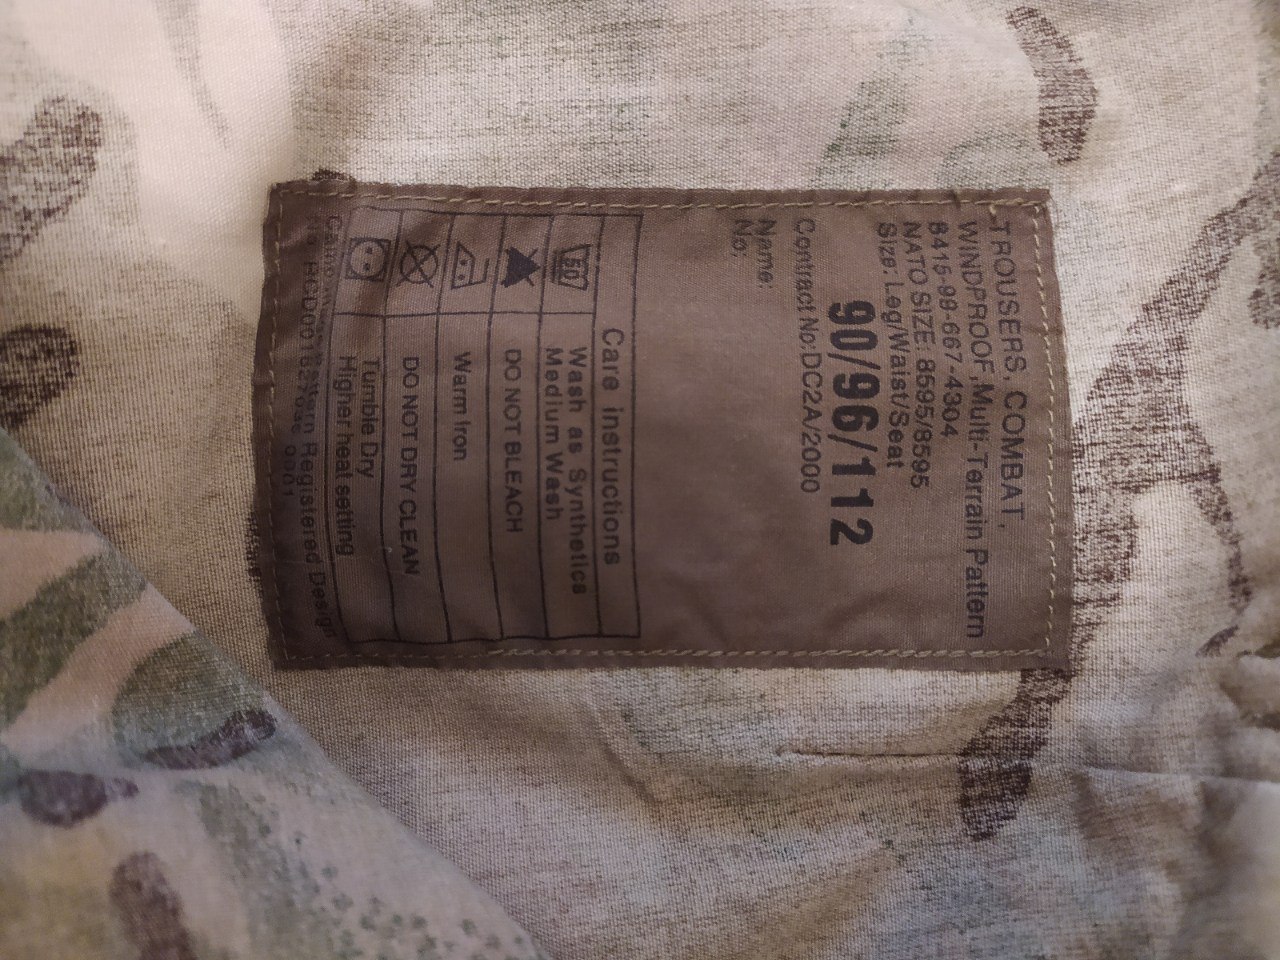 TROUSERS, COMBAT,
WINDPROOF, Multi-Terrain Pattern
8415-99-667-4304
NATO SIZE: 8595/8595
Size: Leg/Waist/Seat
90/96/112
Contract No:DC2A/2000
Name:
No:
Care instructions
50
Wash as Synthetics
Medium Wash
DO NOT BLEACH
Warm Iron
DO NOT DRY CLEAN
Tumble Dry
Higher heat setting
Registered Design
No